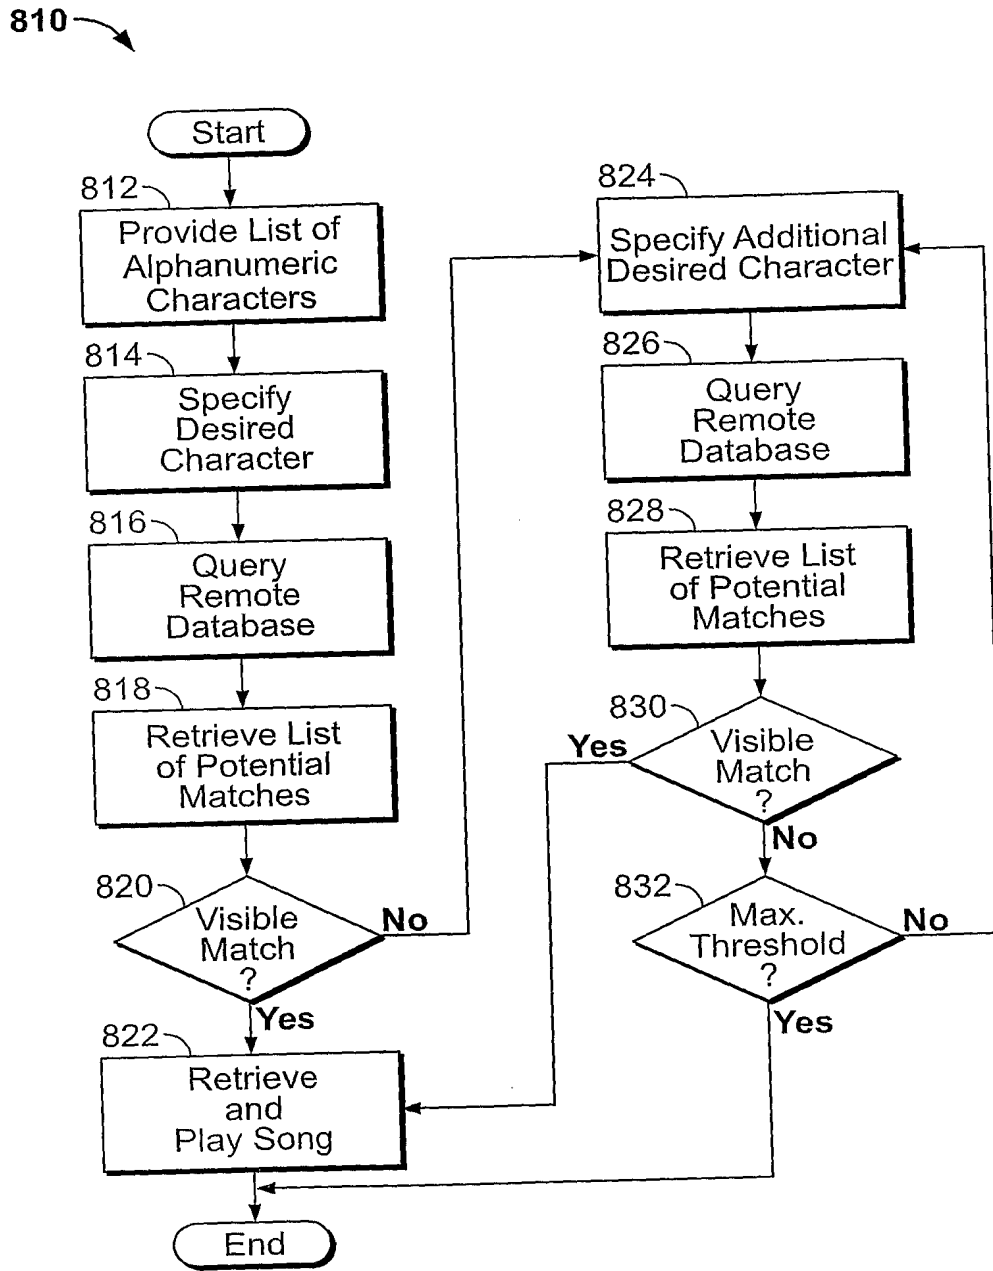 810
Start
812
Provide List of
Alphanumeric
Characters
814
Specify
Desired
Character
816
Query
Remote
Database
818
Retrieve List
of Potential
Matches
820
Visible
Match
?
No
Yes
822
Retrieve
and
Play Song
End
824
Specify Additional
Desired Character
826
Query
Remote
Database
828
Retrieve List
of Potential
Matches
830
Visible
Match
?
Yes
No
832
Max.
Threshold
?
No
Yes